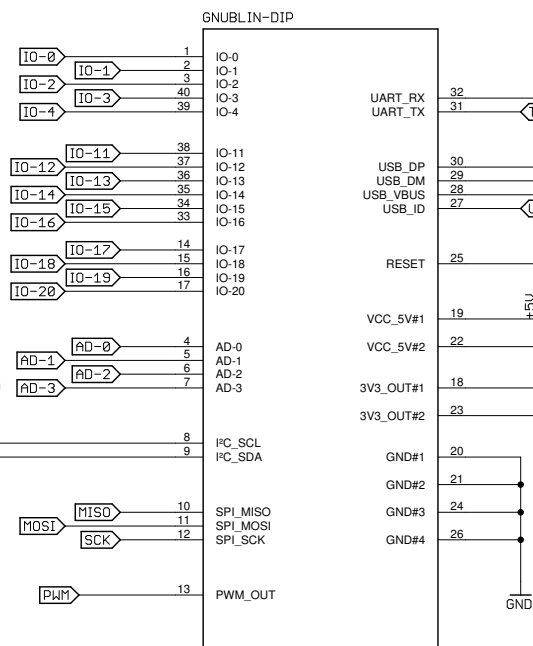 GNUBLIN-DIP
IO-0 1 IO-0
IO-1 2 IO-1
IO-2 3 IO-2
IO-3 40 IO-3 UART_RX 32
IO-4 39 IO-4 UART_TX 31
IO-11 38 IO-11
IO-12 37 IO-12 USB_DP 30
IO-13 36 IO-13 USB_DM 29
IO-14 35 IO-14 USB_VBUS 28
IO-15 34 IO-15 USB_ID 27
IO-16 33 IO-16
IO-17 14 IO-17
IO-18 15 IO-18 RESET 25
IO-19 16 IO-19
IO-20 17 IO-20
+5V
VCC_5V#1 19
AD-0 4 AD-0 VCC_5V#2 22
AD-1 5 AD-1
AD-2 6 AD-2
AD-3 7 AD-3 3V3_OUT#1 18
3V3_OUT#2 23
8 I²C_SCL
9 I²C_SDA GND#1 20
GND#2 21
MISO 10 SPI_MISO GND#3 24
MOSI 11 SPI_MOSI
SCK 12 SPI_SCK GND#4 26
PWM 13 PWM_OUT
GND